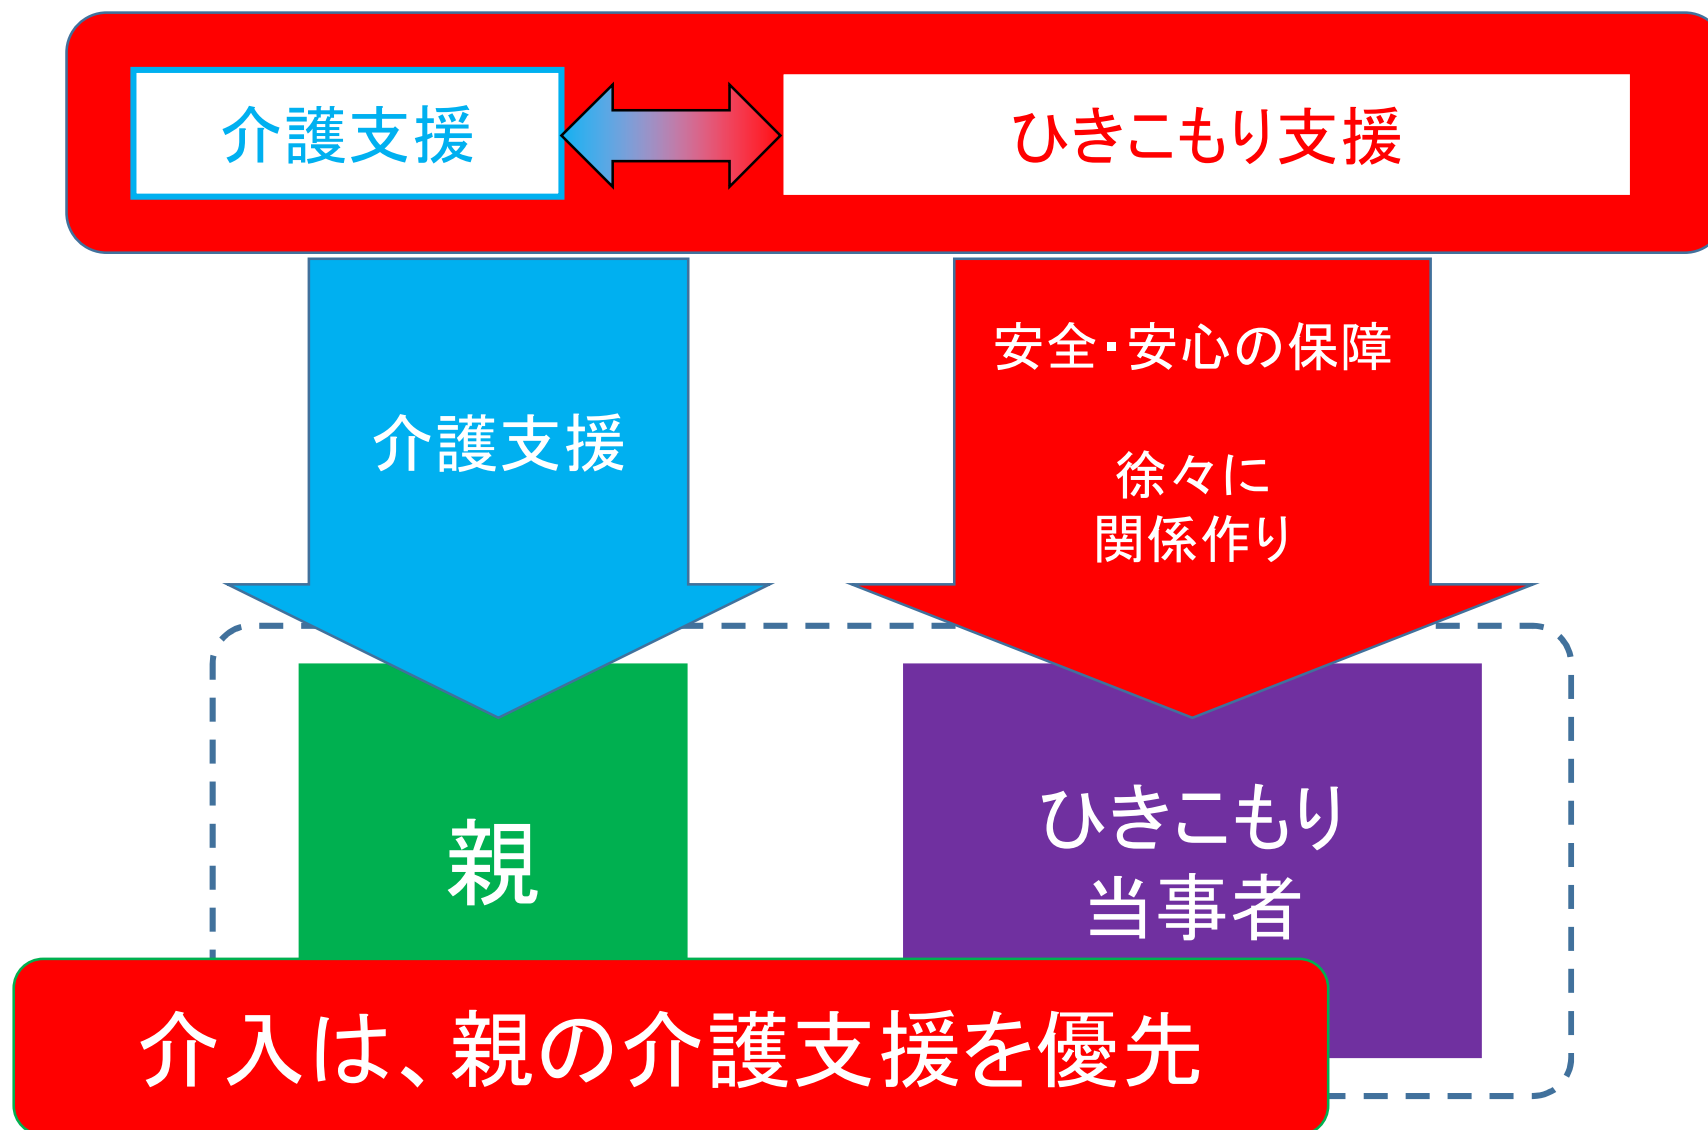 介護支援
ひきこもり支援
介護支援
安全・安心の保障
徐々に
関係作り
親
ひきこもり
当事者
介入は、親の介護支援を優先